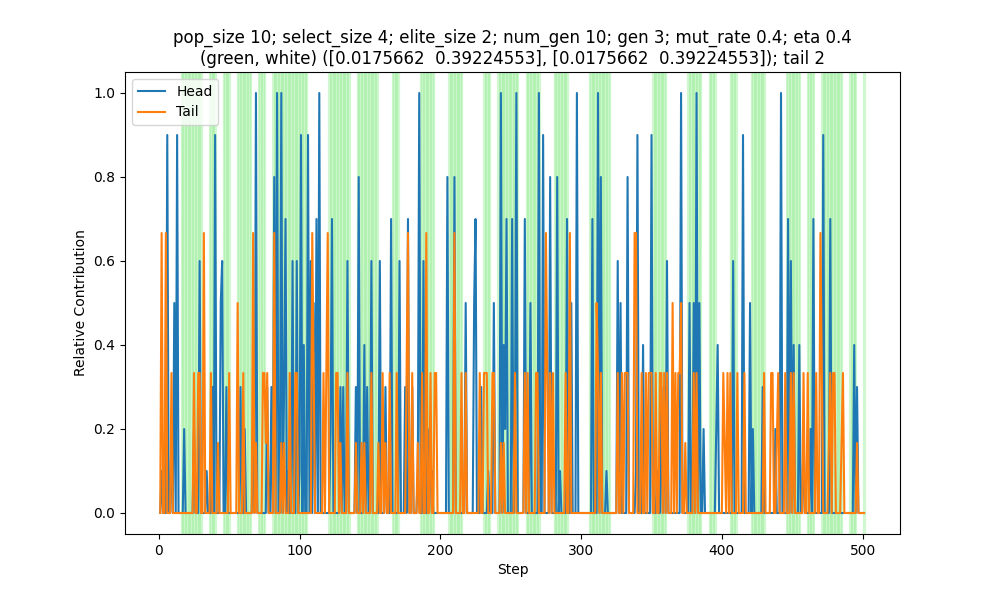 pop_size 10; select_size 4; elite_size 2; num_gen 10; gen 3; mut_rate 0.4; eta 0.4
(green, white) ([0.0175662  0.39224553], [0.0175662  0.39224553]); tail 2
Head
Tail
1.0
0.8
0.6
0.4
0.2
0.0
Relative Contribution
0 100 200 300 400 500
Step